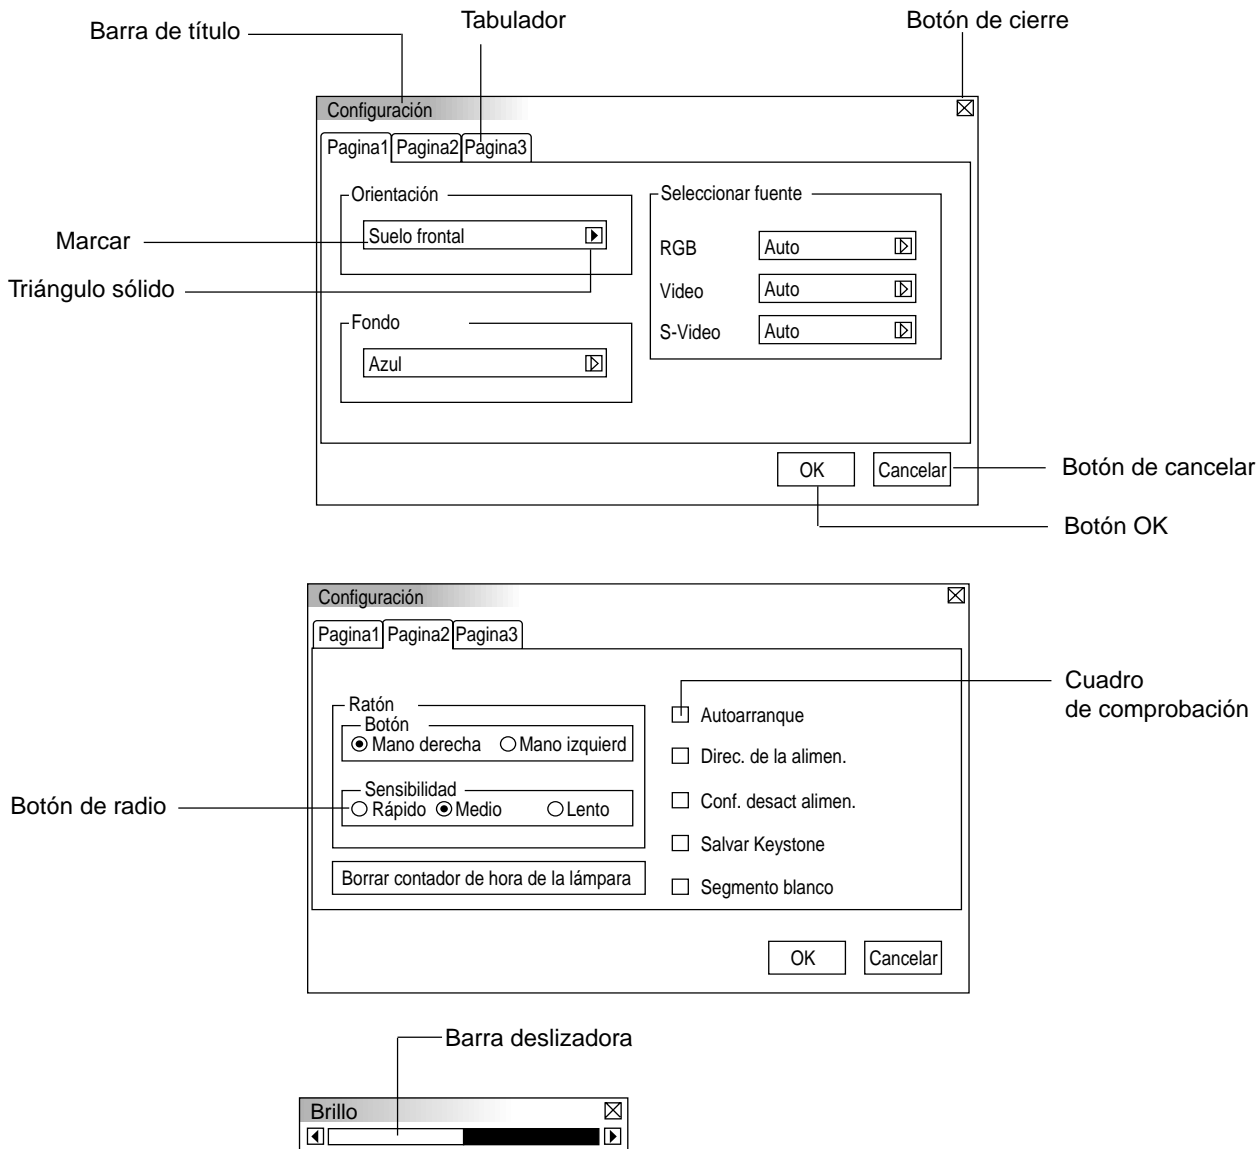 Barra de título
Tabulador
Botón de cierre
Configuración
Pagina1 Pagina2 Pagina3
Orientación
Suelo frontal
Marcar
Triángulo sólido
Fondo
Azul
Seleccionar fuente
RGB Auto
Video Auto
S-Video Auto
OK Cancelar
Botón de cancelar
Botón OK
Configuración
Pagina1 Pagina2 Pagina3
Ratón
Botón
Mano derecha Mano izquierd
Sensibilidad
Rápido Medio Lento
Botón de radio
Borrar contador de hora de la lámpara
Autoarranque
Direc. de la alimen.
Conf. desact alimen.
Salvar Keystone
Segmento blanco
Cuadro
de comprobación
OK Cancelar
Barra deslizadora
Brillo